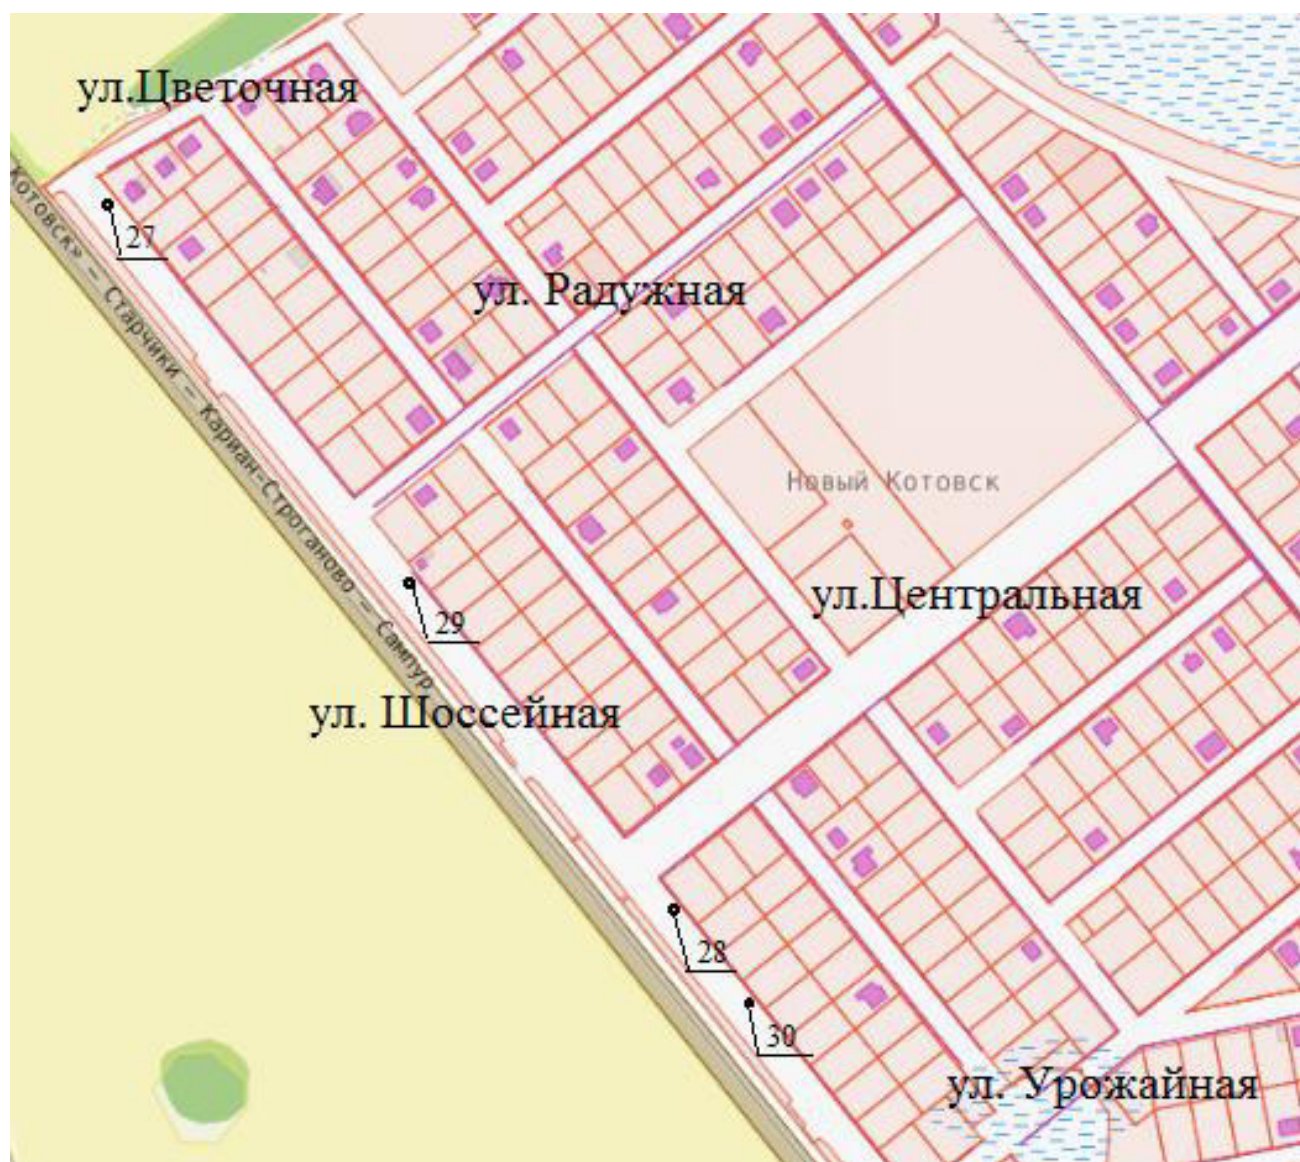 ул.Цветочная
27
Котовск» – Старчики – Кариан-Строганово – Сампур
ул. Радужная
Новый Котовск
ул.Центральная
29
ул. Шоссейная
28
30
ул. Урожайная